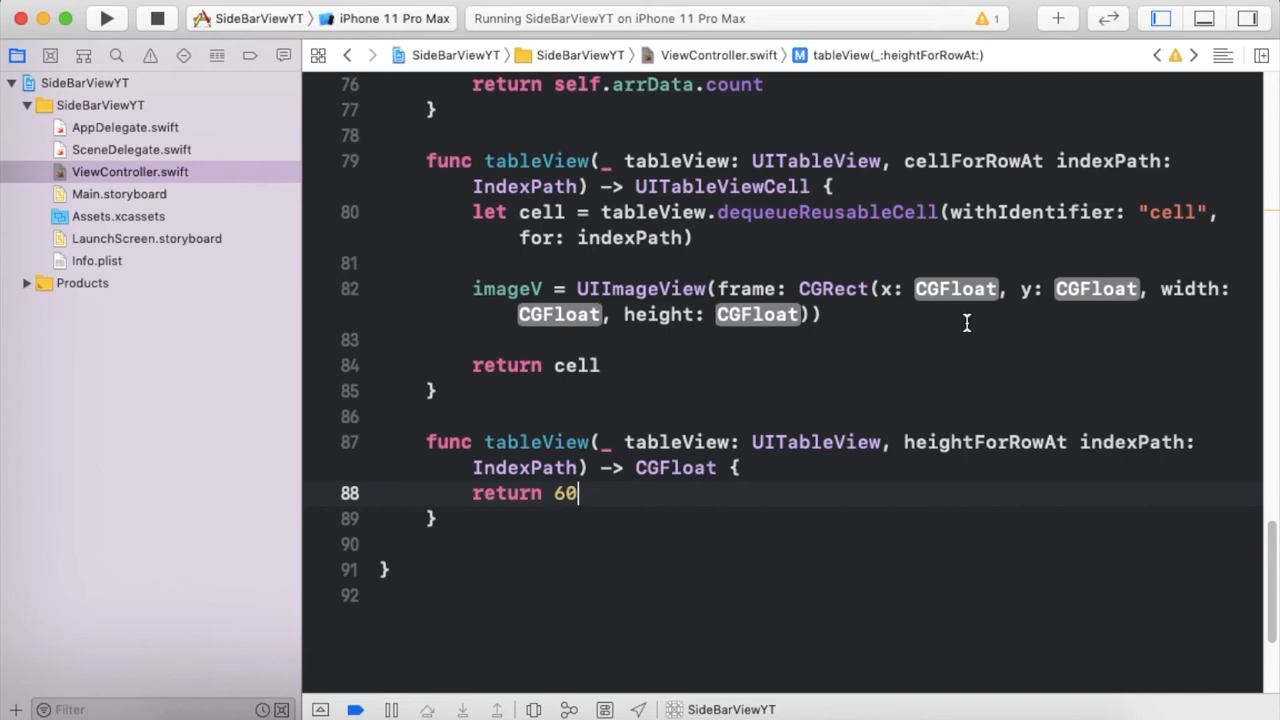 SideBarViewYT › iPhone 11 Pro Max
Running SideBarViewYT on iPhone 11 Pro Max
1
SideBarViewYT
SideBarViewYT
ViewController.swift
M
tableView(_:heightForRowAt:)
SideBarViewYT
SideBarViewYT
AppDelegate.swift
SceneDelegate.swift
ViewController.swift
Main.storyboard
Assets.xcassets
LaunchScreen.storyboard
Info.plist
Products
76 return self.arrData.count
77 }
78
79 func tableView(_ tableView: UITableView, cellForRowAt indexPath:
IndexPath) -> UITableViewCell {
80 let cell = tableView.dequeueReusableCell(withIdentifier: "cell",
for: indexPath)
81
82 imageV = UIImageView(frame: CGRect(x: CGFloat, y: CGFloat, width:
CGFloat, height: CGFloat))
83
84 return cell
85 }
86
87 func tableView(_ tableView: UITableView, heightForRowAt indexPath:
IndexPath) -> CGFloat {
88 return 60
89 }
90
91 }
92
Filter
SideBarViewYT